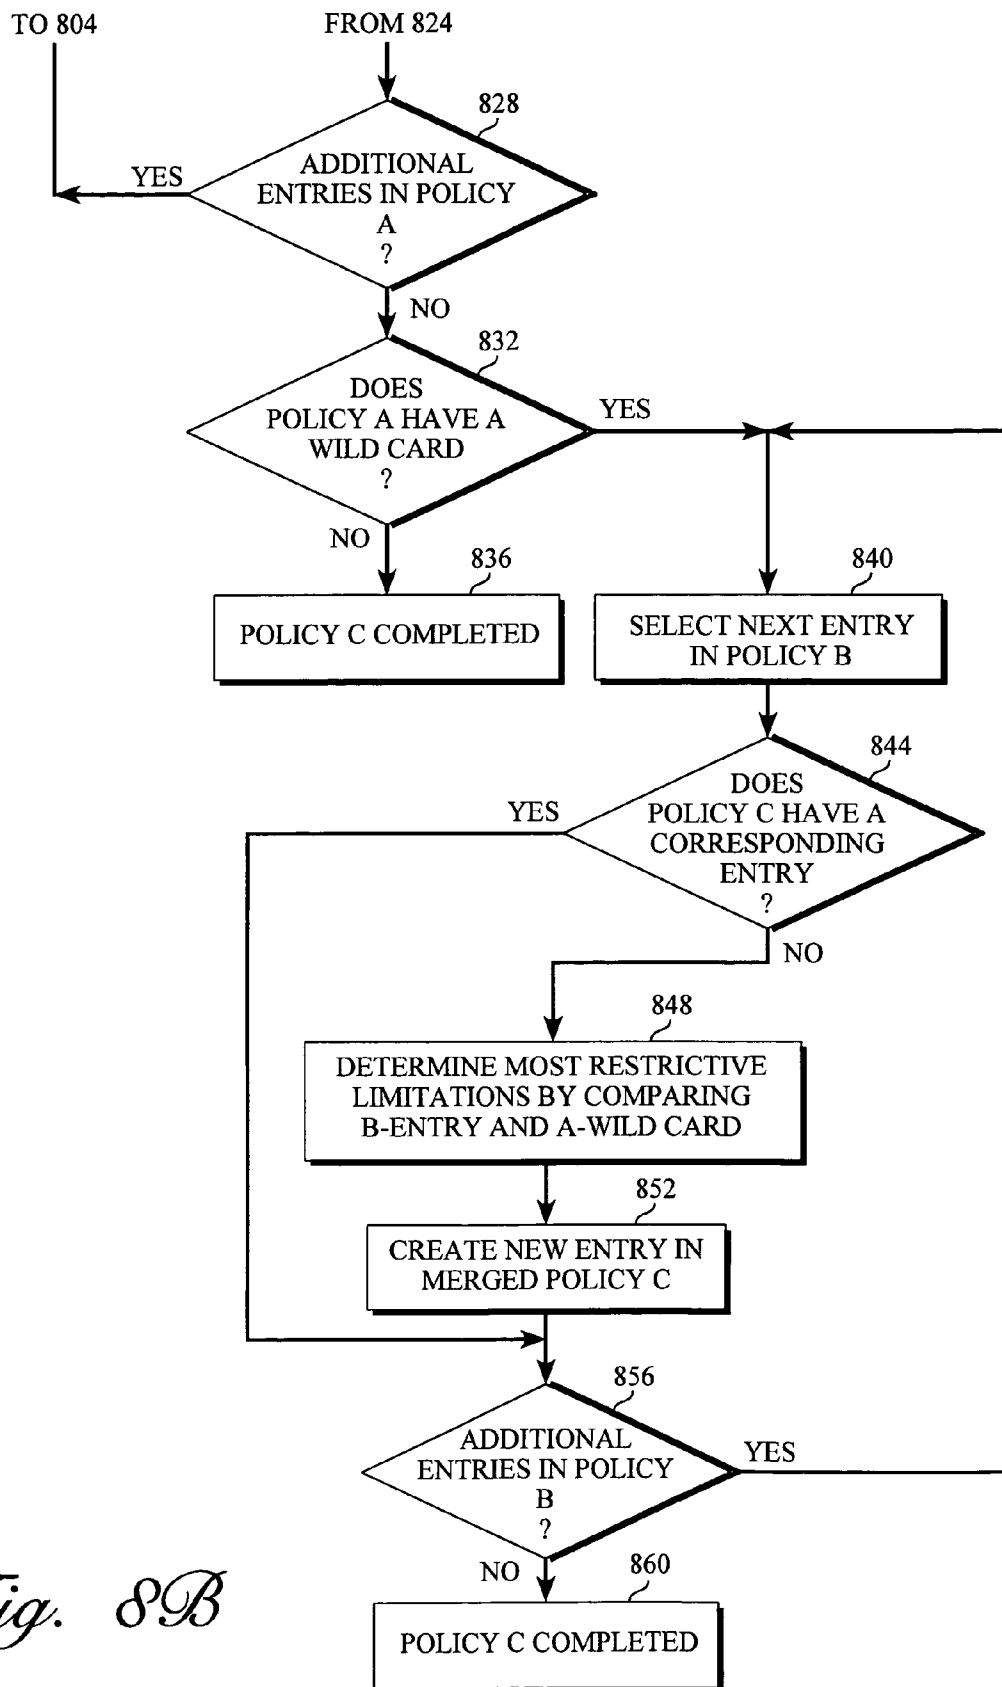 TO 804
FROM 824
828
ADDITIONAL
ENTRIES IN POLICY
A
?
YES
NO
832
DOES
POLICY A HAVE A
WILD CARD
?
YES
NO
836
POLICY C COMPLETED
840
SELECT NEXT ENTRY
IN POLICY B
844
DOES
POLICY C HAVE A
CORRESPONDING
ENTRY
?
YES
NO
848
DETERMINE MOST RESTRICTIVE
LIMITATIONS BY COMPARING
B-ENTRY AND A-WILD CARD
852
CREATE NEW ENTRY IN
MERGED POLICY C
856
ADDITIONAL
ENTRIES IN POLICY
B
?
YES
NO
860
POLICY C COMPLETED
ig. 8B